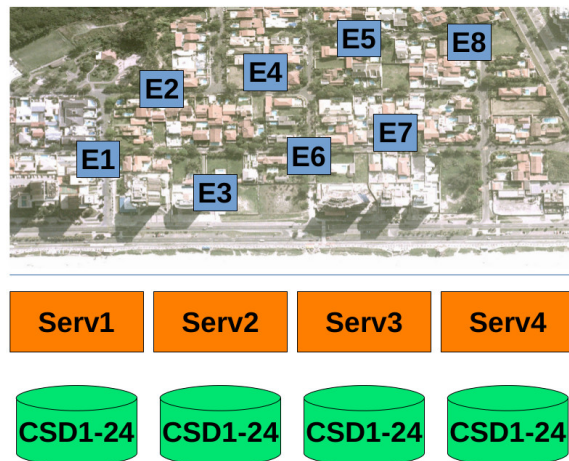 E5
E8
E4
E2
E7
E6
E1
E3
Serv1
Serv2
Serv3
Serv4
CSD1-24
CSD1-24
CSD1-24
CSD1-24